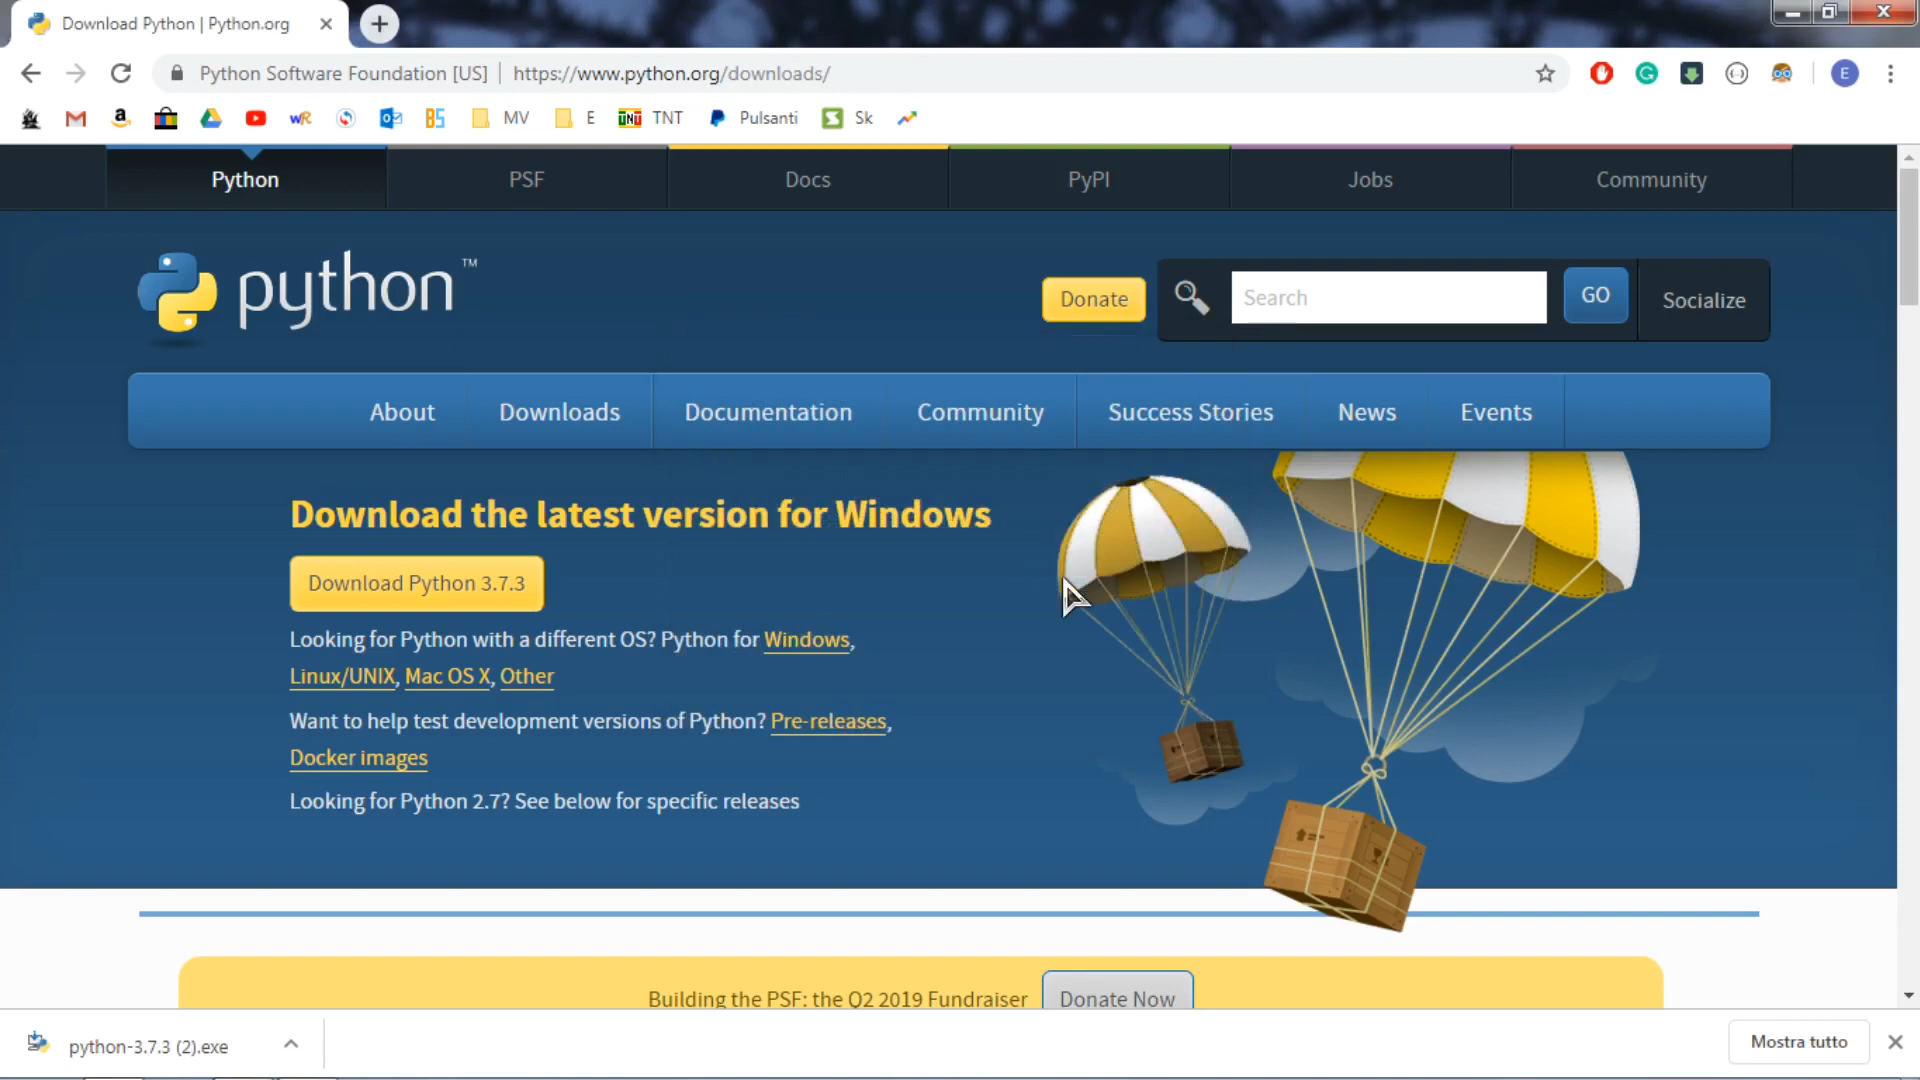 Download Python | Python.org
Python Software Foundation [US] | https://www.python.org/downloads/
MV
E
TNT
Pulsanti
Sk
E
Python
PSF
Docs
PyPI
Jobs
Community
python™
Donate
Search
GO
Socialize
About
Downloads
Documentation
Community
Success Stories
News
Events
Download the latest version for Windows
Download Python 3.7.3
Looking for Python with a different OS? Python for Windows,
Linux/UNIX, Mac OS X, Other
Want to help test development versions of Python? Pre-releases,
Docker images
Looking for Python 2.7? See below for specific releases
Building the PSF: the Q2 2019 Fundraiser
Donate Now
python-3.7.3 (2).exe
Mostra tutto